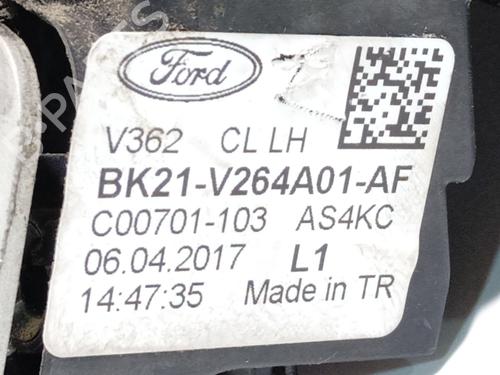 Ford
V362 CL LH
BK21-V264A01-AF
C00701-103 AS4KC
06.04.2017 L1
14:47:35 Made in TR